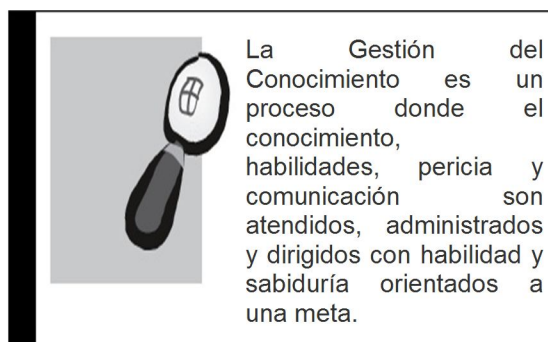 La Gestión del
Conocimiento es un
proceso donde el
conocimiento,
habilidades, pericia y
comunicación son
atendidos, administrados
y dirigidos con habilidad y
sabiduría orientados a
una meta.